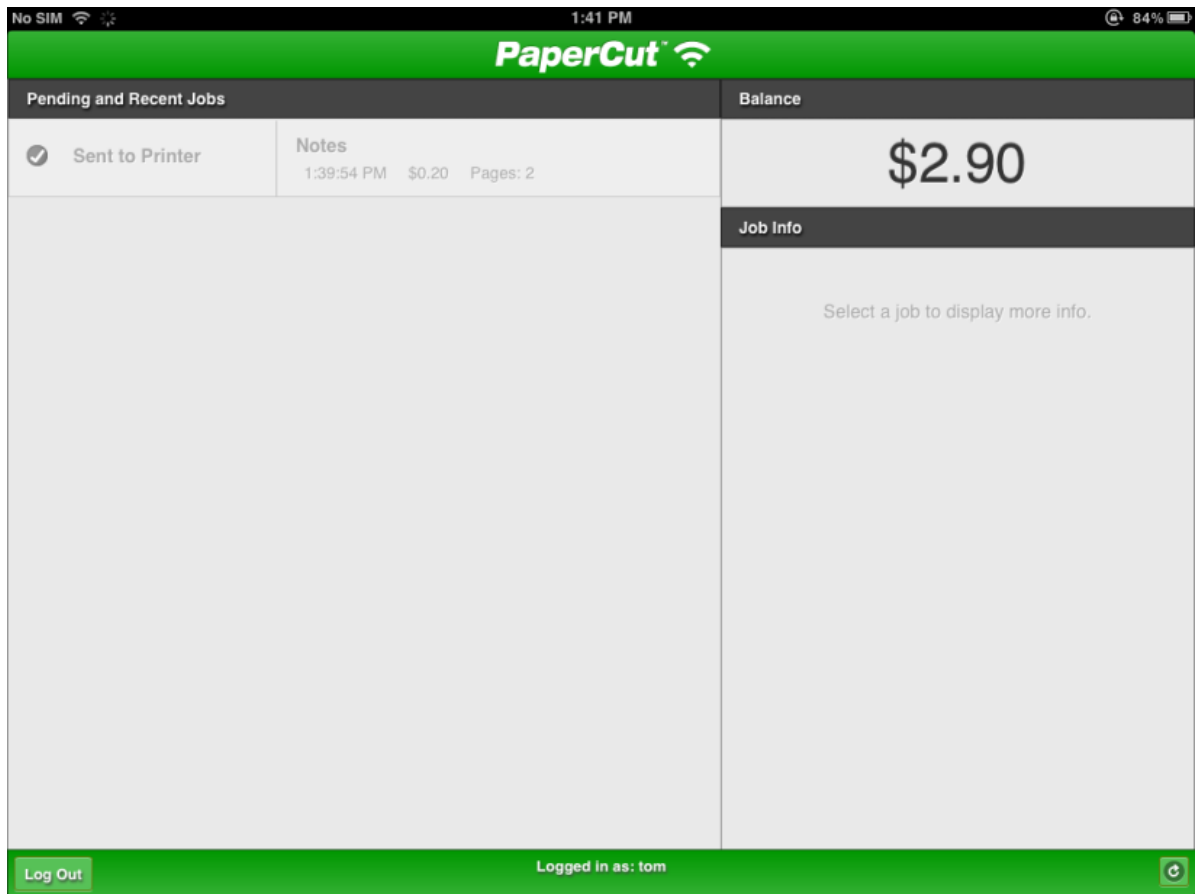 No SIM 1:41 PM 84%
PaperCut™
Pending and Recent Jobs
Balance
Sent to Printer
Notes
1:39:54 PM $0.20 Pages: 2
$2.90
Job Info
Select a job to display more info.
Log Out
Logged in as: tom